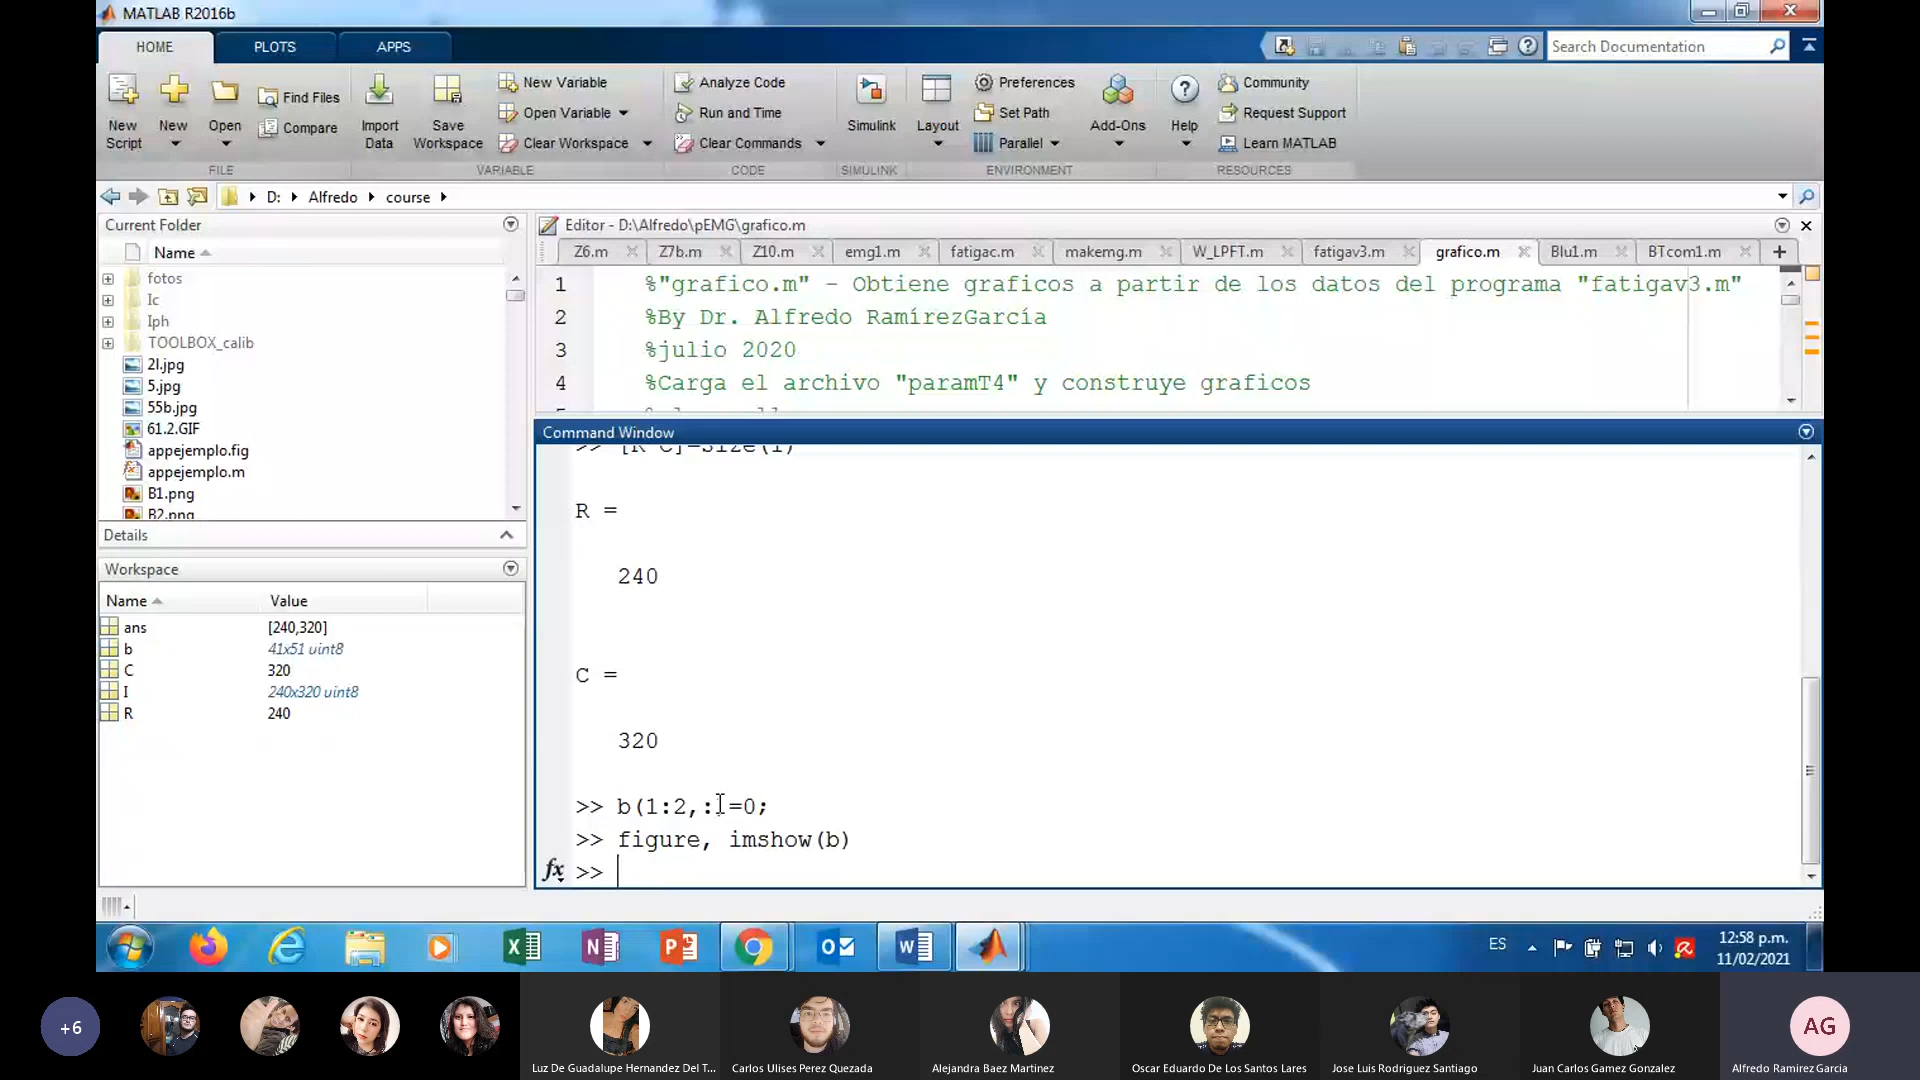 MATLAB R2016b
HOME PLOTS APPS
Search Documentation
New Script
New
Open
Find Files
Compare
Import Data
Save Workspace
New Variable
Open Variable
Clear Workspace
Analyze Code
Run and Time
Clear Commands
Simulink
Layout
Preferences
Set Path
Parallel
Add-Ons
Help
Community
Request Support
Learn MATLAB
FILE VARIABLE CODE SIMULINK ENVIRONMENT RESOURCES
D: Alfredo course
Current Folder
Name
fotos
Ic
Iph
TOOLBOX_calib
2l.jpg
5.jpg
55b.jpg
61.2.GIF
appejemplo.fig
appejemplo.m
B1.png
B2.png
Details
Workspace
Name Value
ans [240,320]
b 41x51 uint8
C 320
I 240x320 uint8
R 240
Editor - D:\Alfredo\pEMG\grafico.m
Z6.m Z7b.m Z10.m emg1.m fatigac.m makemg.m W_LPFT.m fatigav3.m grafico.m Blu1.m BTcom1.m
1 %"grafico.m" - Obtiene graficos a partir de los datos del programa "fatigav3.m"
2 %By Dr. Alfredo RamírezGarcía
3 %julio 2020
4 %Carga el archivo "paramT4" y construye graficos
Command Window
>> [R C]=size(I)
R =
240
C =
320
>> b(1:2,:)=0;
>> figure, imshow(b)
fx >>
ES
12:58 p.m.
11/02/2021
+6
Luz De Guadalupe Hernandez Del T...
Carlos Ulises Perez Quezada
Alejandra Baez Martinez
Oscar Eduardo De Los Santos Lares
Jose Luis Rodriguez Santiago
Juan Carlos Gamez Gonzalez
AG
Alfredo Ramirez Garcia